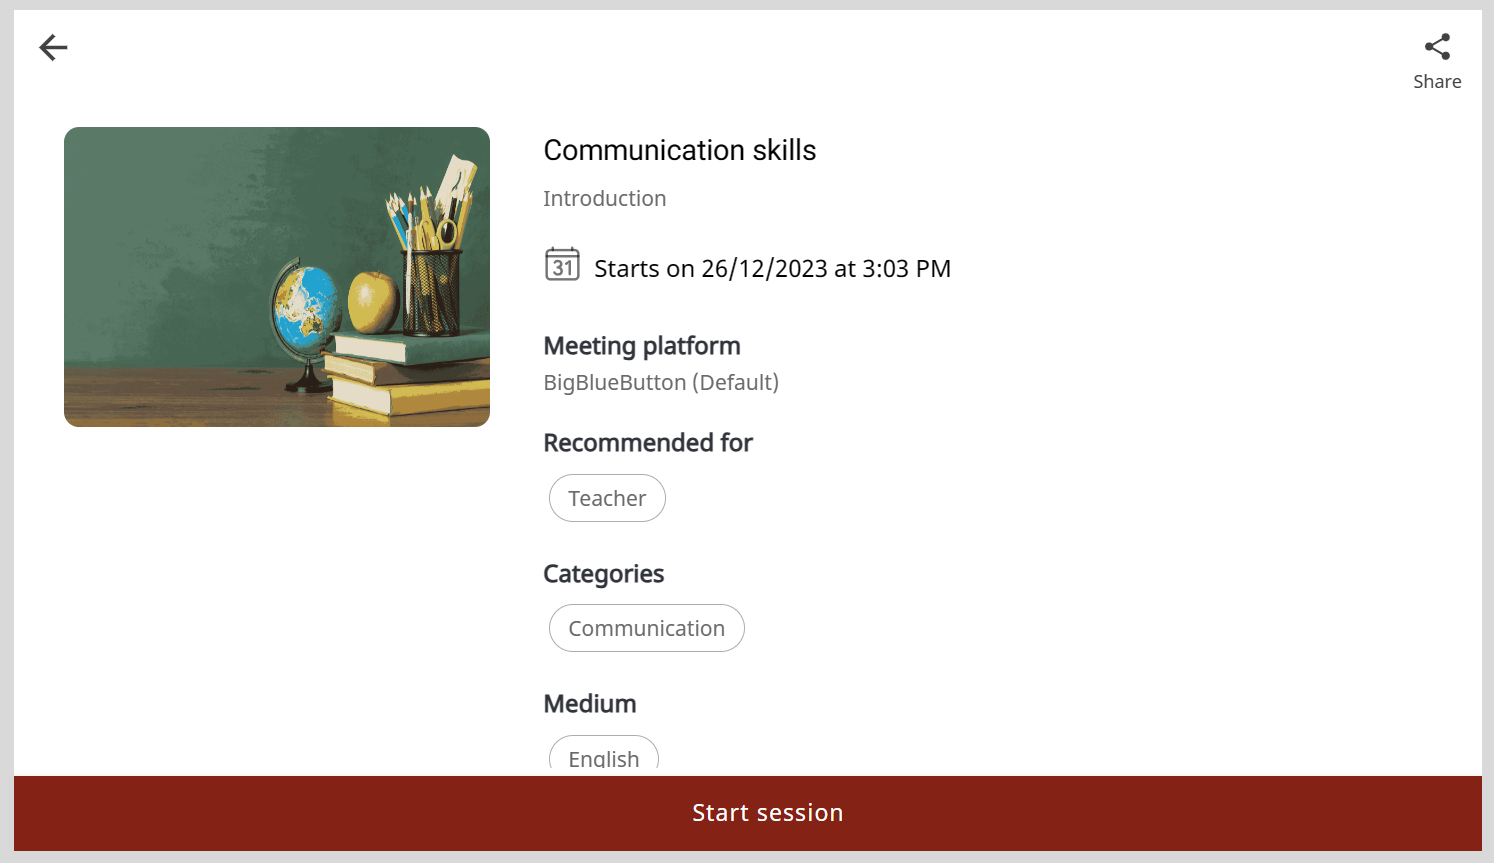 Share
Communication skills
Introduction
31
Starts on 26/12/2023 at 3:03 PM
Meeting platform
BigBlueButton (Default)
Recommended for
Teacher
Categories
Communication
Medium
English
Start session